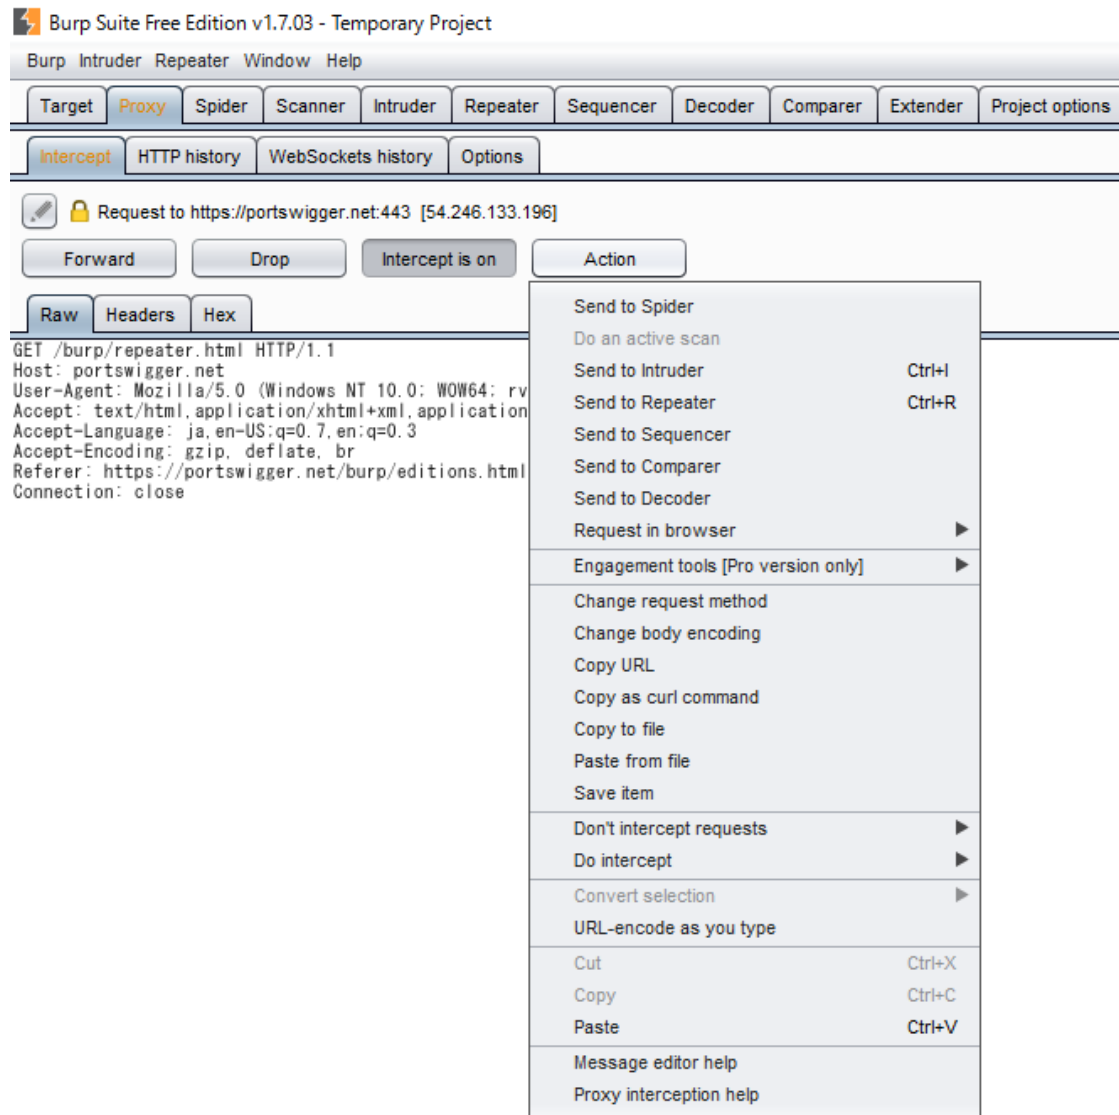 Burp Suite Free Edition v1.7.03 - Temporary Project
Burp Intruder Repeater Window Help
Target Proxy Spider Scanner Intruder Repeater Sequencer Decoder Comparer Extender Project options
Intercept HTTP history WebSockets history Options
Request to https://portswigger.net:443 [54.246.133.196]
Forward Drop Intercept is on Action
Raw Headers Hex
GET /burp/repeater.html HTTP/1.1
Host: portswigger.net
User-Agent: Mozilla/5.0 (Windows NT 10.0; WOW64; rv
Accept: text/html,application/xhtml+xml,application
Accept-Language: ja,en-US;q=0.7,en;q=0.3
Accept-Encoding: gzip, deflate, br
Referer: https://portswigger.net/burp/editions.html
Connection: close
Send to Spider
Do an active scan
Send to Intruder Ctrl+I
Send to Repeater Ctrl+R
Send to Sequencer
Send to Comparer
Send to Decoder
Request in browser
Engagement tools [Pro version only]
Change request method
Change body encoding
Copy URL
Copy as curl command
Copy to file
Paste from file
Save item
Don't intercept requests
Do intercept
Convert selection
URL-encode as you type
Cut Ctrl+X
Copy Ctrl+C
Paste Ctrl+V
Message editor help
Proxy interception help